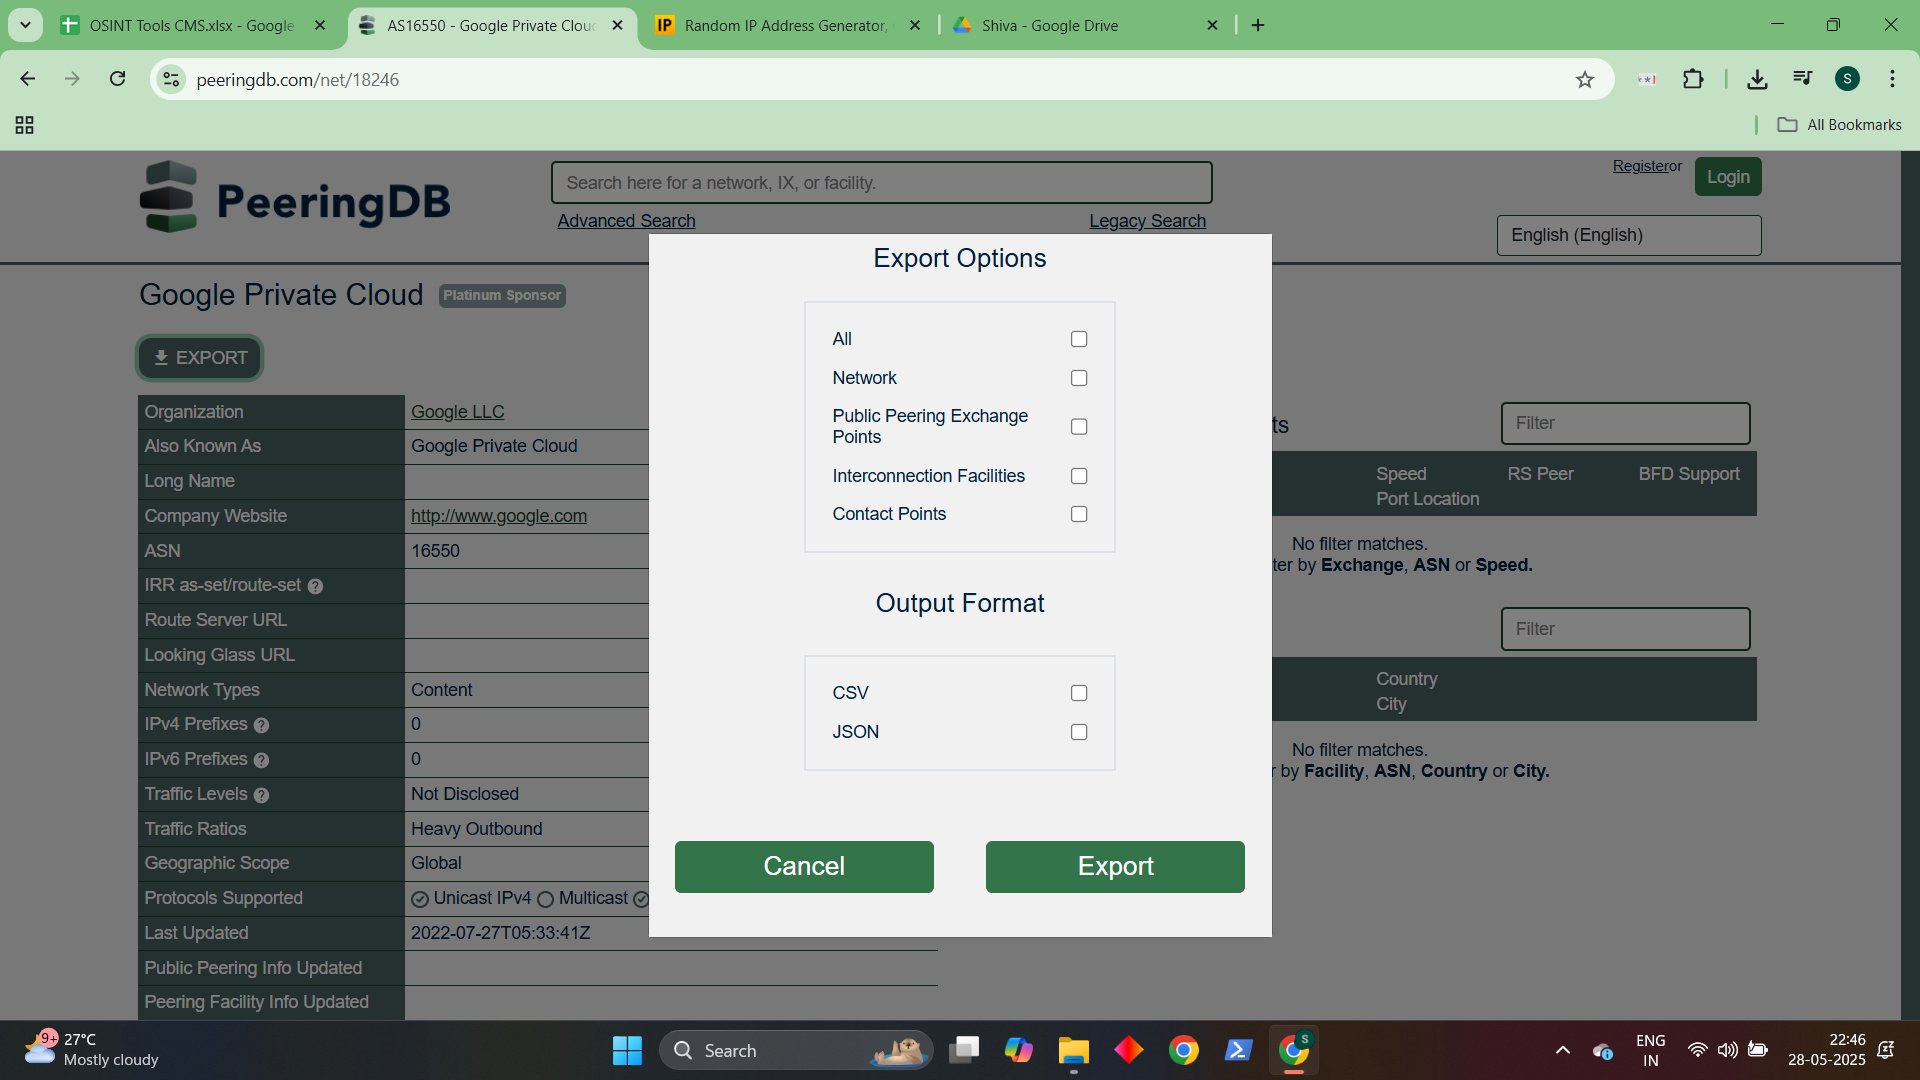 OSINT Tools CMS.xlsx - Google
AS16550 - Google Private Clou
IP
Random IP Address Generator,
Shiva - Google Drive
peeringdb.com/net/18246
S
All Bookmarks
PeeringDB
Search here for a network, IX, or facility.
Advanced Search
Legacy Search
Register or
Login
English (English)
Google Private Cloud
Platinum Sponsor
EXPORT
Organization
Google LLC
Also Known As
Google Private Cloud
Long Name
Company Website
http://www.google.com
ASN
16550
IRR as-set/route-set ?
Route Server URL
Looking Glass URL
Network Types
Content
IPv4 Prefixes ?
0
IPv6 Prefixes ?
0
Traffic Levels ?
Not Disclosed
Traffic Ratios
Heavy Outbound
Geographic Scope
Global
Protocols Supported
Unicast IPv4 Multicast
Last Updated
2022-07-27T05:33:41Z
Public Peering Info Updated
Peering Facility Info Updated
Export Options
All
Network
Public Peering Exchange
Points
Interconnection Facilities
Contact Points
Output Format
CSV
JSON
Cancel
Export
ts
Filter
Speed
RS Peer
BFD Support
Port Location
No filter matches.
ter by Exchange, ASN or Speed.
Filter
Country
City
No filter matches.
r by Facility, ASN, Country or City.
9+
27°C
Mostly cloudy
Search
S
ENG
IN
22:46
28-05-2025